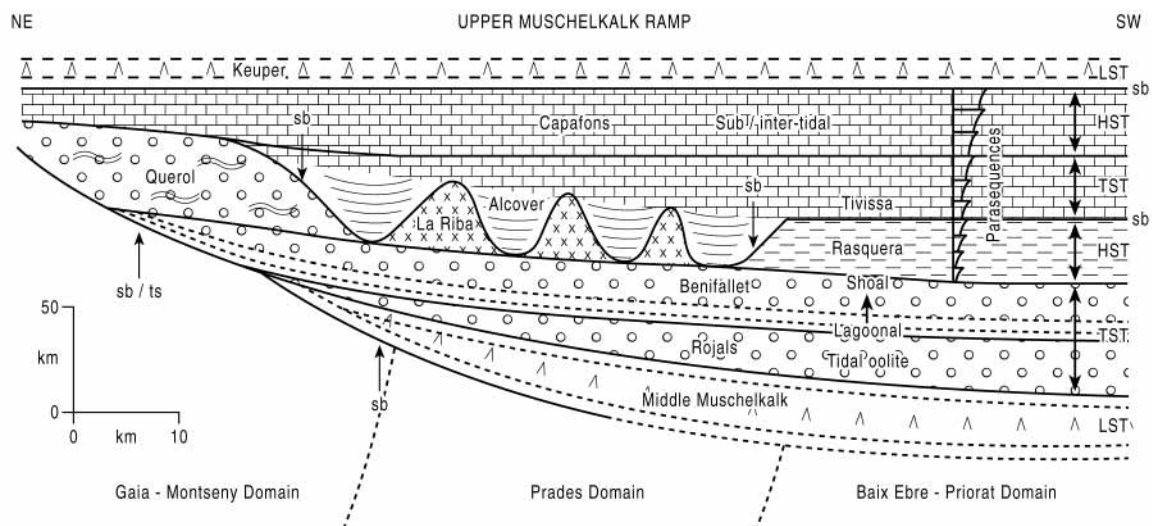 NE
UPPER MUSCHELKALK RAMP
SW
Keuper
LST
sb
sb
Capafons
Sub / inter-tidal
HST
Parasequences
Querol
sb
TST
Alcover
La Riba
Tivissa
sb
Rasquera
HST
sb / ts
Benifallet
Shoal
50
km
0
Lagoonal
TST
Rojals
Tidal oolite
sb
Middle Muschelkalk
LST
0
km
10
Gaia - Montseny Domain
Prades Domain
Baix Ebre - Priorat Domain